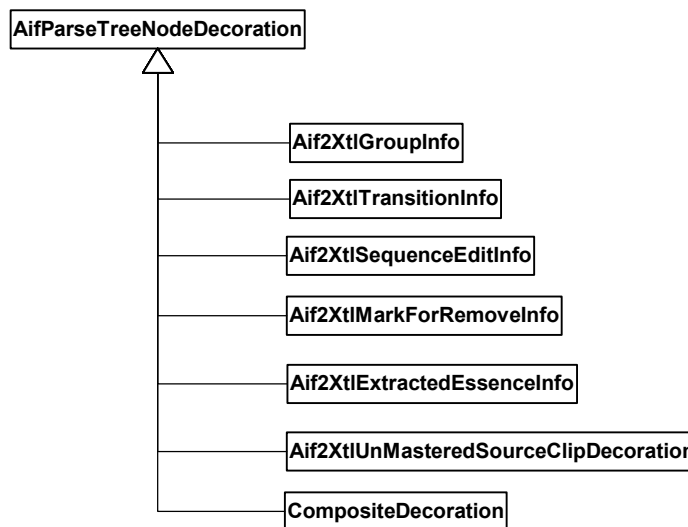 AifParseTreeNodeDecoration
Aif2XtlGroupInfo
Aif2XtlTransitionInfo
Aif2XtlSequenceEditInfo
Aif2XtlMarkForRemoveInfo
Aif2XtlExtractedEssenceInfo
Aif2XtlUnMasteredSourceClipDecoration
CompositeDecoration